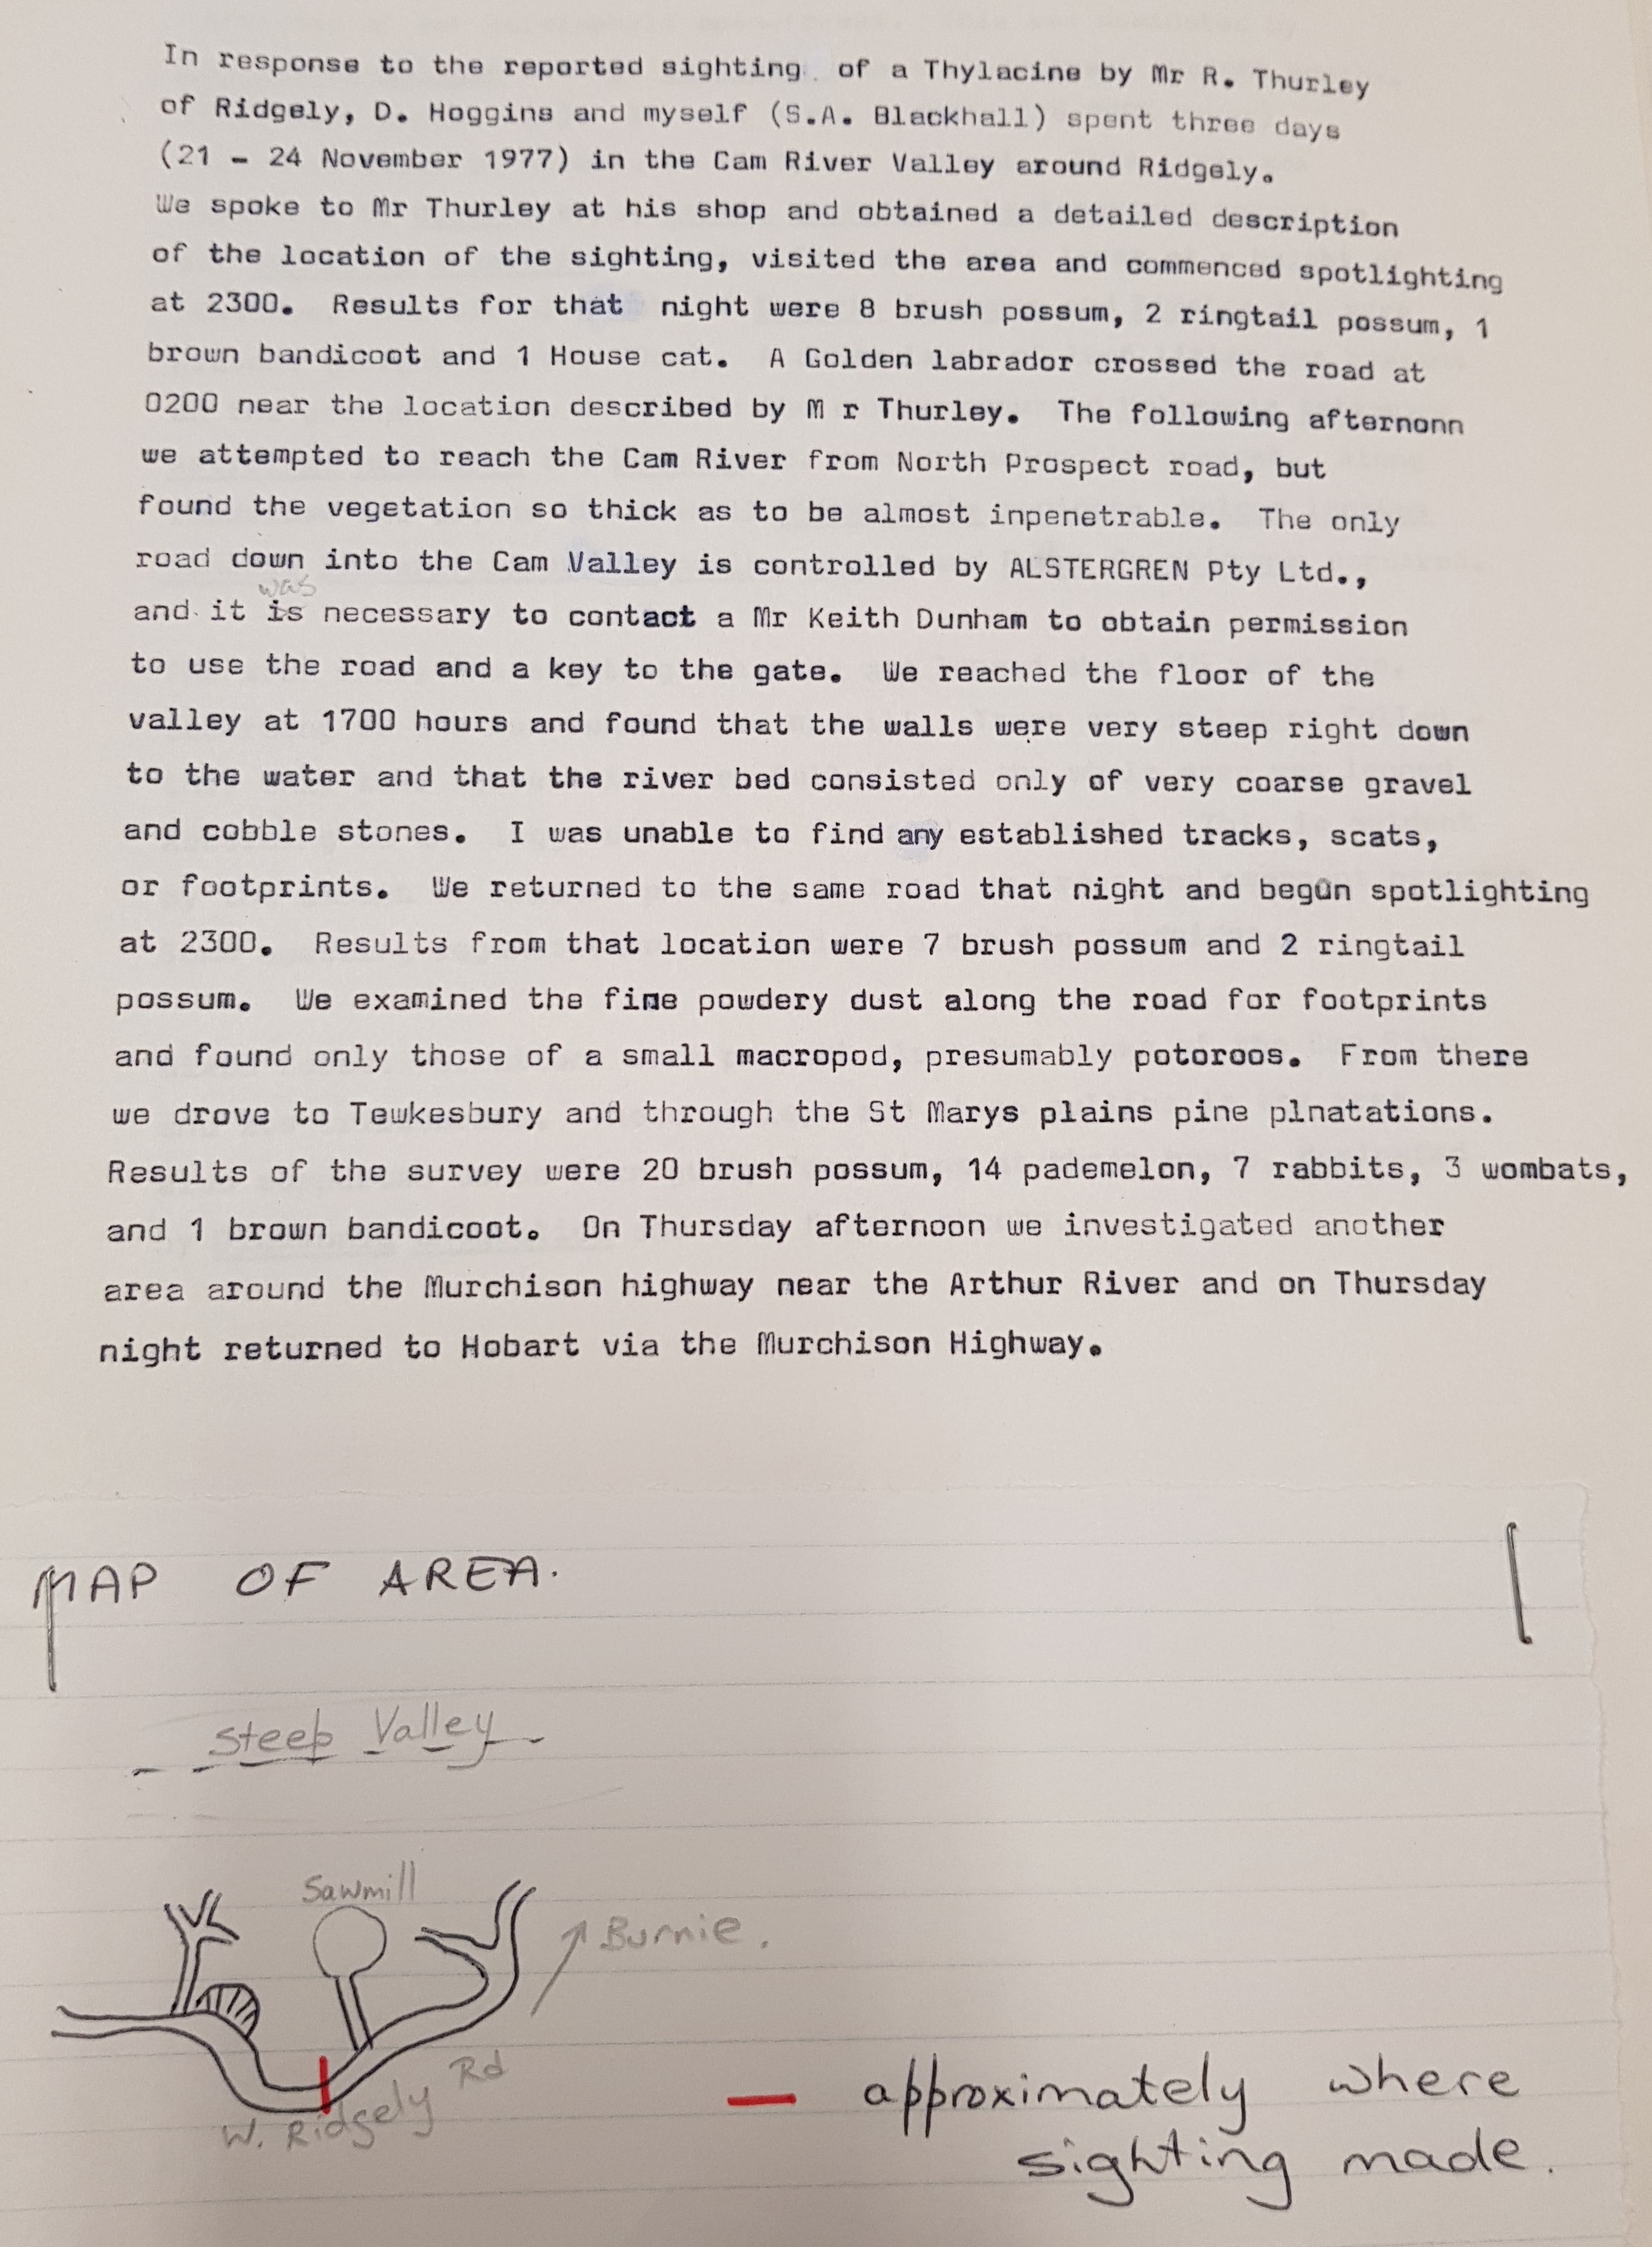 In response to the reported sighting of a Thylacine by Mr R. Thurley
of Ridgely, D. Hoggins and myself (S.A. Blackhall) spent three days
(21 - 24 November 1977) in the Cam River Valley around Ridgely.
We spoke to Mr Thurley at his shop and obtained a detailed description
of the location of the sighting, visited the area and commenced spotlighting
at 2300. Results for that night were 8 brush possum, 2 ringtail possum, 1
brown bandicoot and 1 House cat. A Golden labrador crossed the road at
0200 near the location described by M r Thurley. The following afternonn
we attempted to reach the Cam River from North Prospect road, but
found the vegetation so thick as to be almost inpenetrable. The only
road down into the Cam Valley is controlled by ALSTERGREN Pty Ltd.,
was
and it is necessary to contact a Mr Keith Dunham to obtain permission
to use the road and a key to the gate. We reached the floor of the
valley at 1700 hours and found that the walls were very steep right down
to the water and that the river bed consisted only of very coarse gravel
and cobble stones. I was unable to find any established tracks, scats,
or footprints. We returned to the same road that night and begun spotlighting
at 2300. Results from that location were 7 brush possum and 2 ringtail
possum. We examined the fine powdery dust along the road for footprints
and found only those of a small macropod, presumably potoroos. From there
we drove to Tewkesbury and through the St Marys plains pine plnatations.
Results of the survey were 20 brush possum, 14 pademelon, 7 rabbits, 3 wombats,
and 1 brown bandicoot. On Thursday afternoon we investigated another
area around the Murchison highway near the Arthur River and on Thursday
night returned to Hobart via the Murchison Highway.
MAP OF AREA.
Steep Valley
Sawmill
Burnie.
W. Ridgely Rd
approximately where
sighting made.